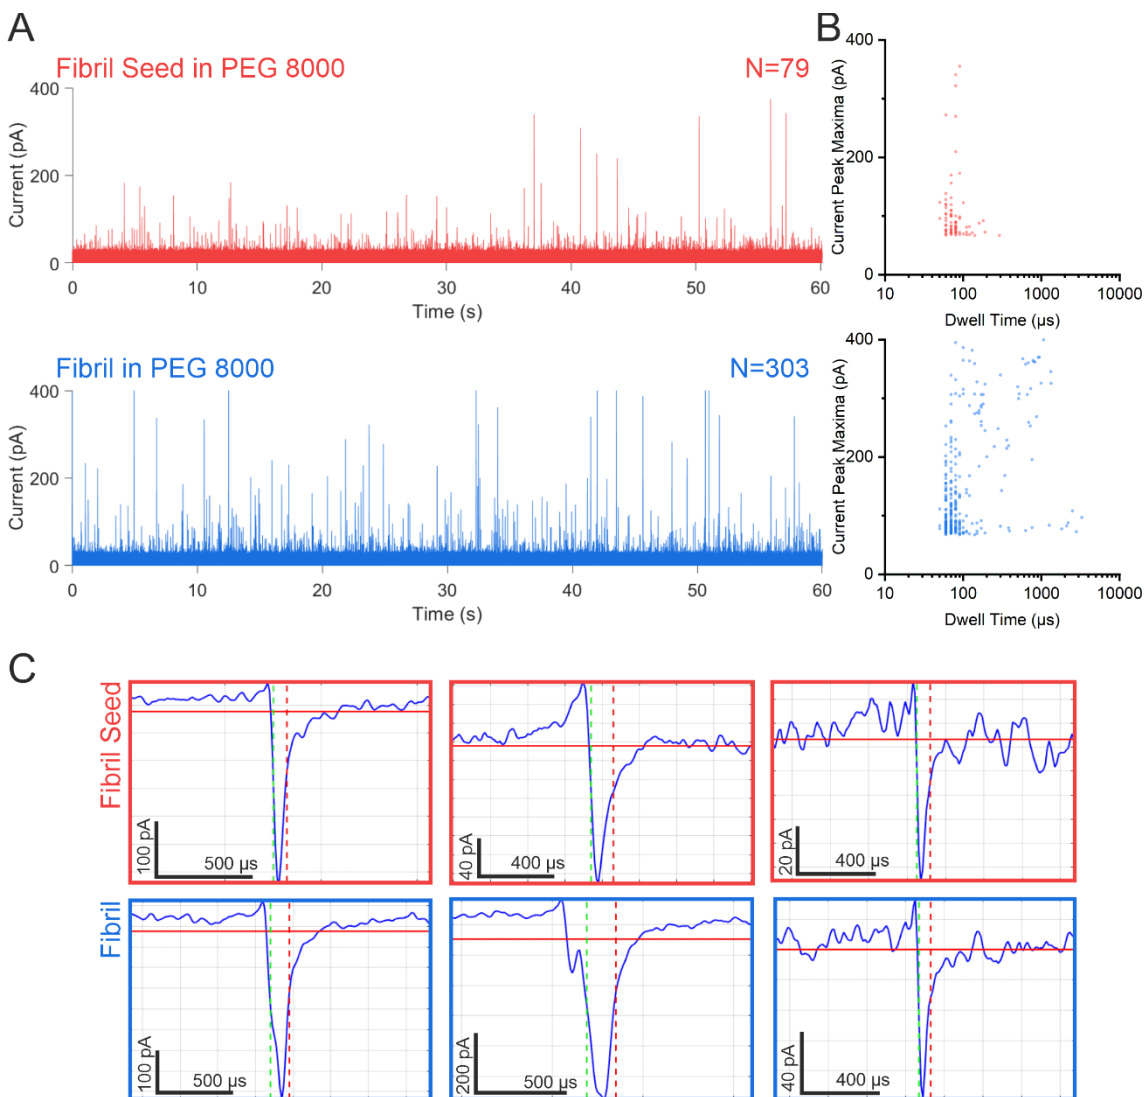 A
Fibril Seed in PEG 8000 N=79
Current (pA)
400
200
0
0 10 20 30 40 50 60
Time (s)
Fibril in PEG 8000 N=303
Current (pA)
400
200
0
0 10 20 30 40 50 60
Time (s)
B
Current Peak Maxima (pA)
400
200
0
10 100 1000 10000
Dwell Time (µs)
Current Peak Maxima (pA)
400
200
0
10 100 1000 10000
Dwell Time (µs)
C
Fibril Seed
100 pA
500 µs
40 pA
400 µs
20 pA
400 µs
Fibril
100 pA
500 µs
200 pA
500 µs
40 pA
400 µs